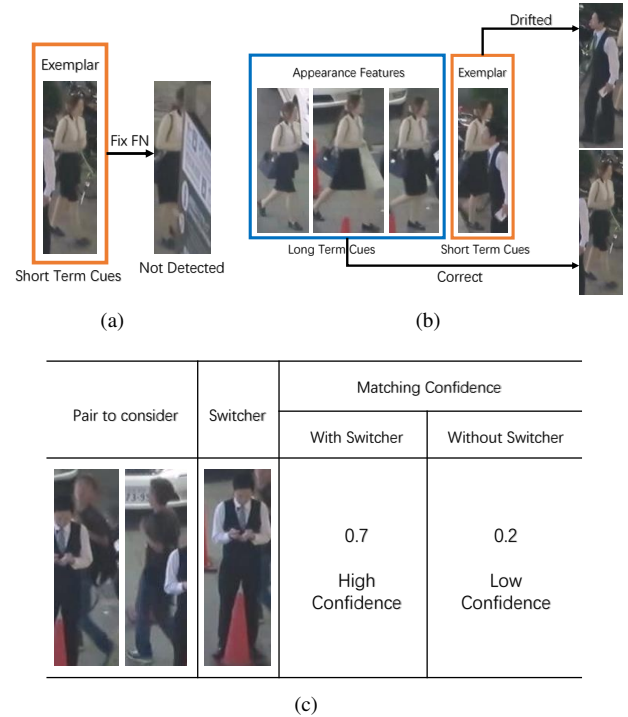 Exemplar
Fix FN
Short Term Cues
Not Detected
(a)
Drifted
Appearance Features
Exemplar
Long Term Cues
Short Term Cues
Correct
(b)
Pair to consider
Switcher
Matching Confidence
With Switcher
Without Switcher
0.7
High
Confidence
0.2
Low
Confidence
(c)